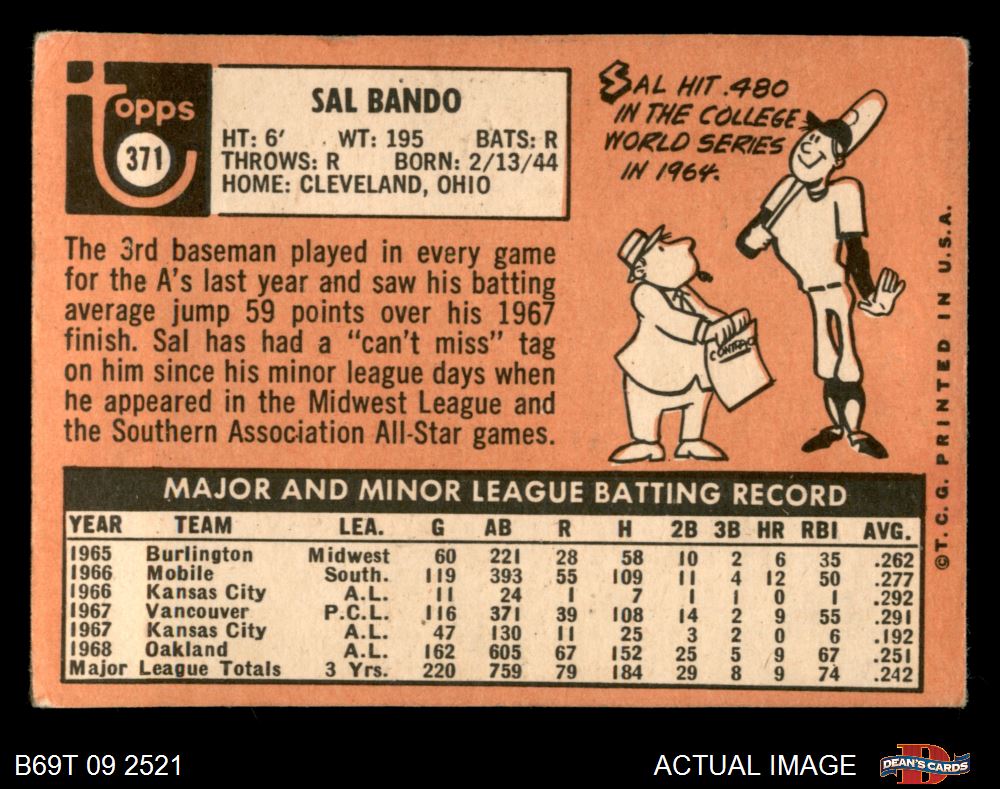 Topps
371
SAL BANDO
HT: 6' WT: 195 BATS: R
THROWS: R BORN: 2/13/44
HOME: CLEVELAND, OHIO
SAL HIT .480
IN THE COLLEGE
WORLD SERIES
IN 1964.
CONTRAC
The 3rd baseman played in every game
for the A's last year and saw his batting
average jump 59 points over his 1967
finish. Sal has had a "can't miss" tag
on him since his minor league days when
he appeared in the Midwest League and
the Southern Association All-Star games.
MAJOR AND MINOR LEAGUE BATTING RECORD
YEAR TEAM LEA. G AB R H 2B 3B HR RBI AVG.
1965 Burlington Midwest 60 221 28 58 10 2 6 35 .262
1966 Mobile South. 119 393 55 109 11 4 12 50 .277
1966 Kansas City A.L. 11 24 1 7 1 1 0 1 .292
1967 Vancouver P.C.L. 116 371 39 108 14 2 9 55 .291
1967 Kansas City A.L. 47 130 11 25 3 2 0 6 .192
1968 Oakland A.L. 162 605 67 152 25 5 9 67 .251
Major League Totals 3 Yrs. 220 759 79 184 29 8 9 74 .242
©T.C.G. PRINTED IN U.S.A.
B69T 09 2521
ACTUAL IMAGE
DEAN'S CARDS